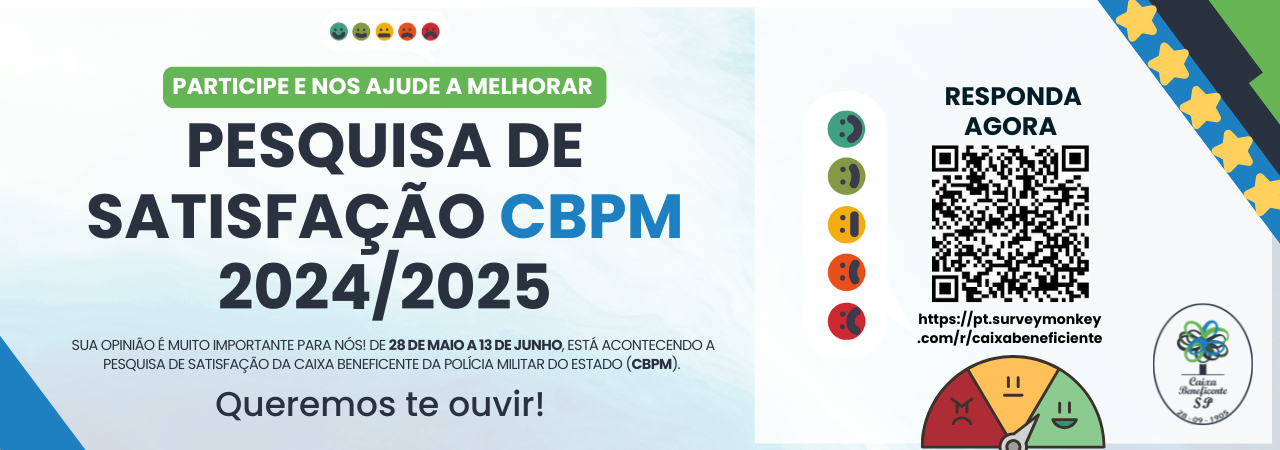 PARTICIPE E NOS AJUDE A MELHORAR
PESQUISA DE
SATISFAÇÃO CBPM
2024/2025
SUA OPINIÃO É MUITO IMPORTANTE PARA NÓS! DE 28 DE MAIO A 13 DE JUNHO, ESTÁ ACONTECENDO A
PESQUISA DE SATISFAÇÃO DA CAIXA BENEFICENTE DA POLÍCIA MILITAR DO ESTADO (CBPM).
Queremos te ouvir!
RESPONDA
AGORA
https://pt.surveymonkey
.com/r/caixabeneficiente
Caixa
Beneficente
SP
28-09-1905